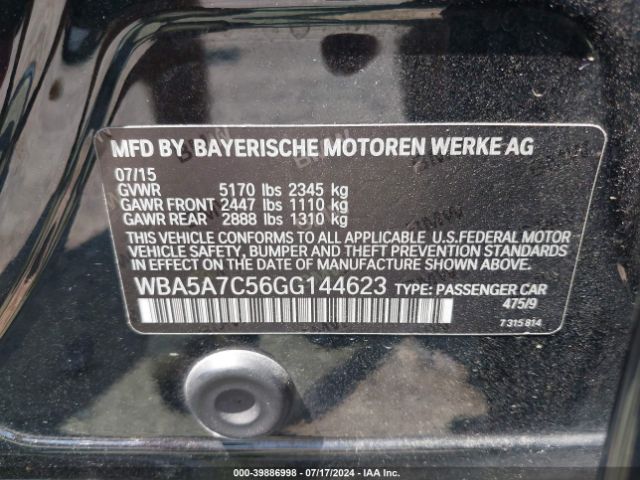 MFD BY BAYERISCHE MOTOREN WERKE AG
07/15
GVWR 5170 lbs 2345 kg
GAWR FRONT 2447 lbs 1110 kg
GAWR REAR 2888 lbs 1310 kg
THIS VEHICLE CONFORMS TO ALL APPLICABLE U.S.FEDERAL MOTOR
VEHICLE SAFETY, BUMPER AND THEFT PREVENTION STANDARDS
IN EFFECT ON THE DATE OF MANUFACTURE SHOWN ABOVE.
WBA5A7C56GG144623 TYPE: PASSENGER CAR
475/9
7 315 814
000-39886998 - 07/17/2024 - IAA Inc.